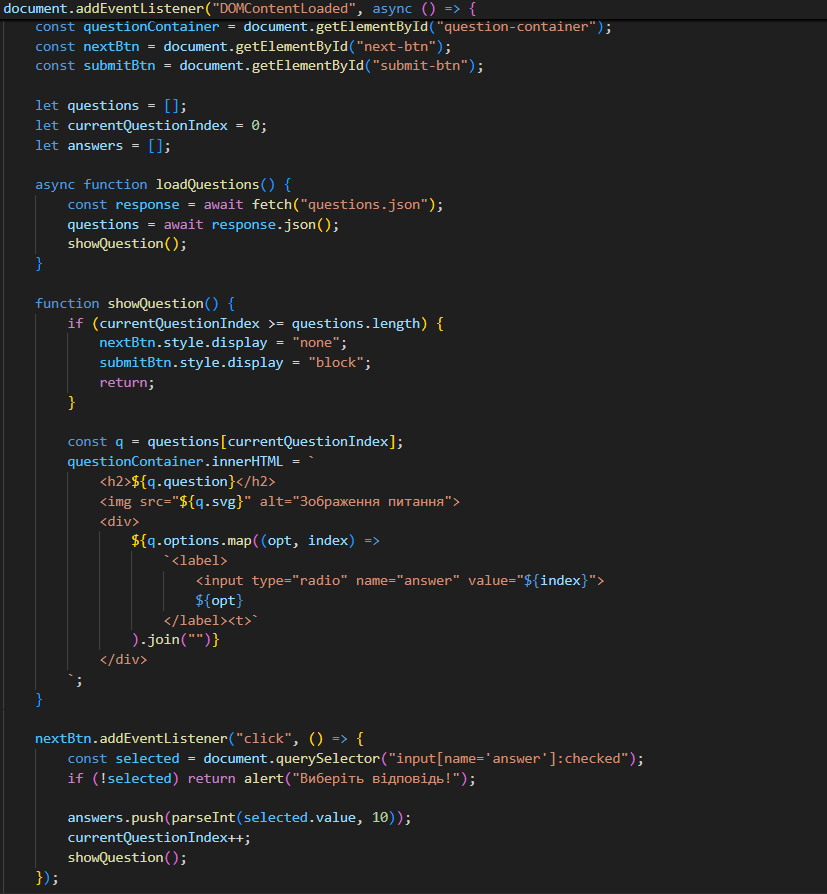 document.addEventListener("DOMContentLoaded", async () => {
    const questionContainer = document.getElementById("question-container");
    const nextBtn = document.getElementById("next-btn");
    const submitBtn = document.getElementById("submit-btn");

    let questions = [];
    let currentQuestionIndex = 0;
    let answers = [];

    async function loadQuestions() {
        const response = await fetch("questions.json");
        questions = await response.json();
        showQuestion();
    }

    function showQuestion() {
        if (currentQuestionIndex >= questions.length) {
            nextBtn.style.display = "none";
            submitBtn.style.display = "block";
            return;
        }

        const q = questions[currentQuestionIndex];
        questionContainer.innerHTML = `
            <h2>${q.question}</h2>
            <img src="${q.svg}" alt="Зображення питання">
            <div>
                ${q.options.map((opt, index) =>
                    `<label>
                        <input type="radio" name="answer" value="${index}">
                        ${opt}
                    </label><t>`
                ).join("")}
            </div>
        `;
    }

    nextBtn.addEventListener("click", () => {
        const selected = document.querySelector("input[name='answer']:checked");
        if (!selected) return alert("Виберіть відповідь!");

        answers.push(parseInt(selected.value, 10));
        currentQuestionIndex++;
        showQuestion();
    });